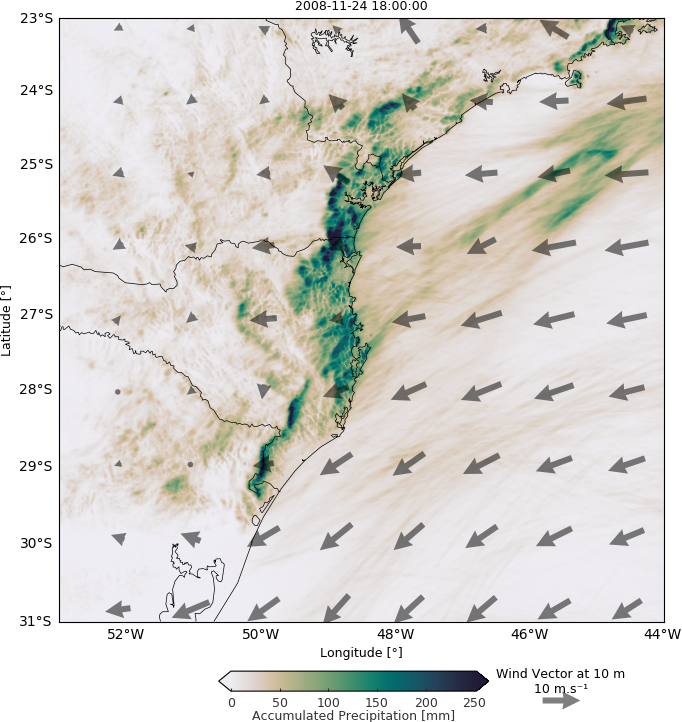 2008-11-24 18:00:00
23°S
24°S
25°S
26°S
27°S
28°S
29°S
30°S
31°S
Latitude [°]
52°W 50°W 48°W 46°W 44°W
Longitude [°]
0 50 100 150 200 250
Accumulated Precipitation [mm]
Wind Vector at 10 m
10 m.s⁻¹